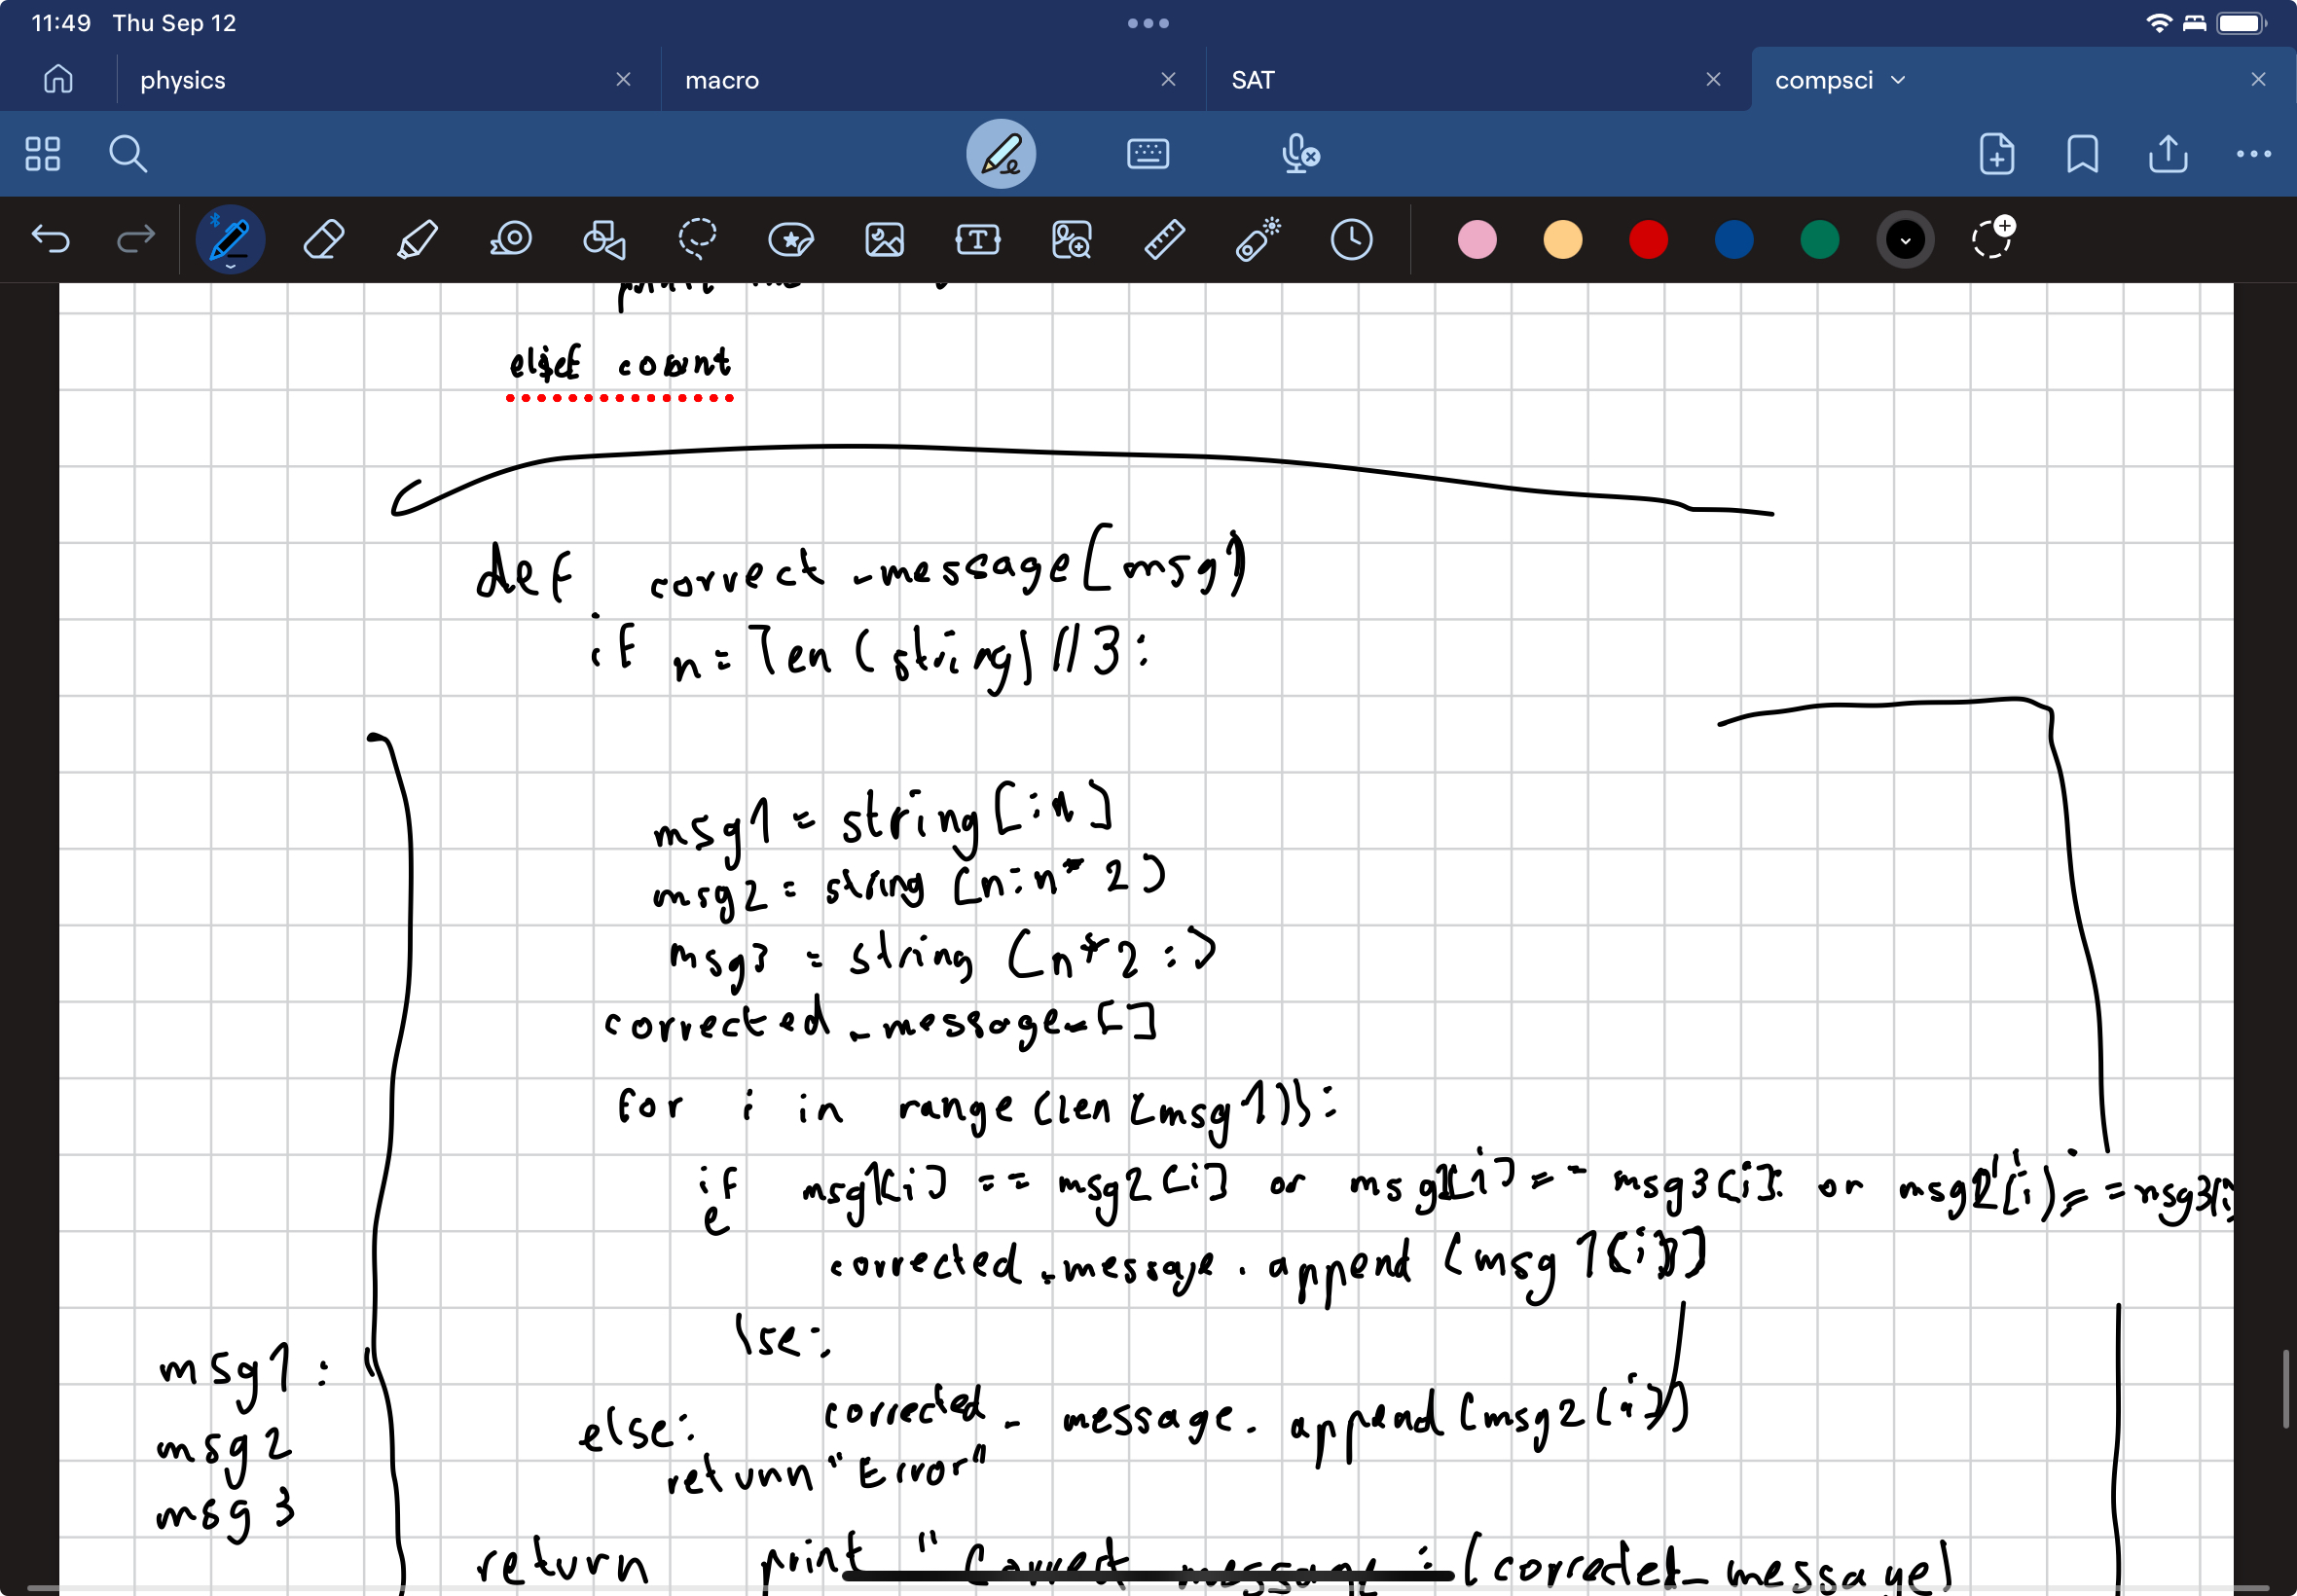 11:49 Thu Sep 12
physics macro SAT compsci
elief count
def correct_message(msg)
if n = len (string) // 3:
msg1 = string[:n]
msg2 = string [n:n*2)
msg3 = string [n*2:>
corrected_message=[]
for i in range(len(msg1)):
if msg1[i] == msg2[i] or msg1[i] == msg3[i]: or msg2[i] == msg3[i
e
corrected_message.append(msg1[i])
lse:
msg1:
corrected_message.append(msg2[i])
else:
msg2
return "Error"
msg3
return print "Correct message:(corrected_message)